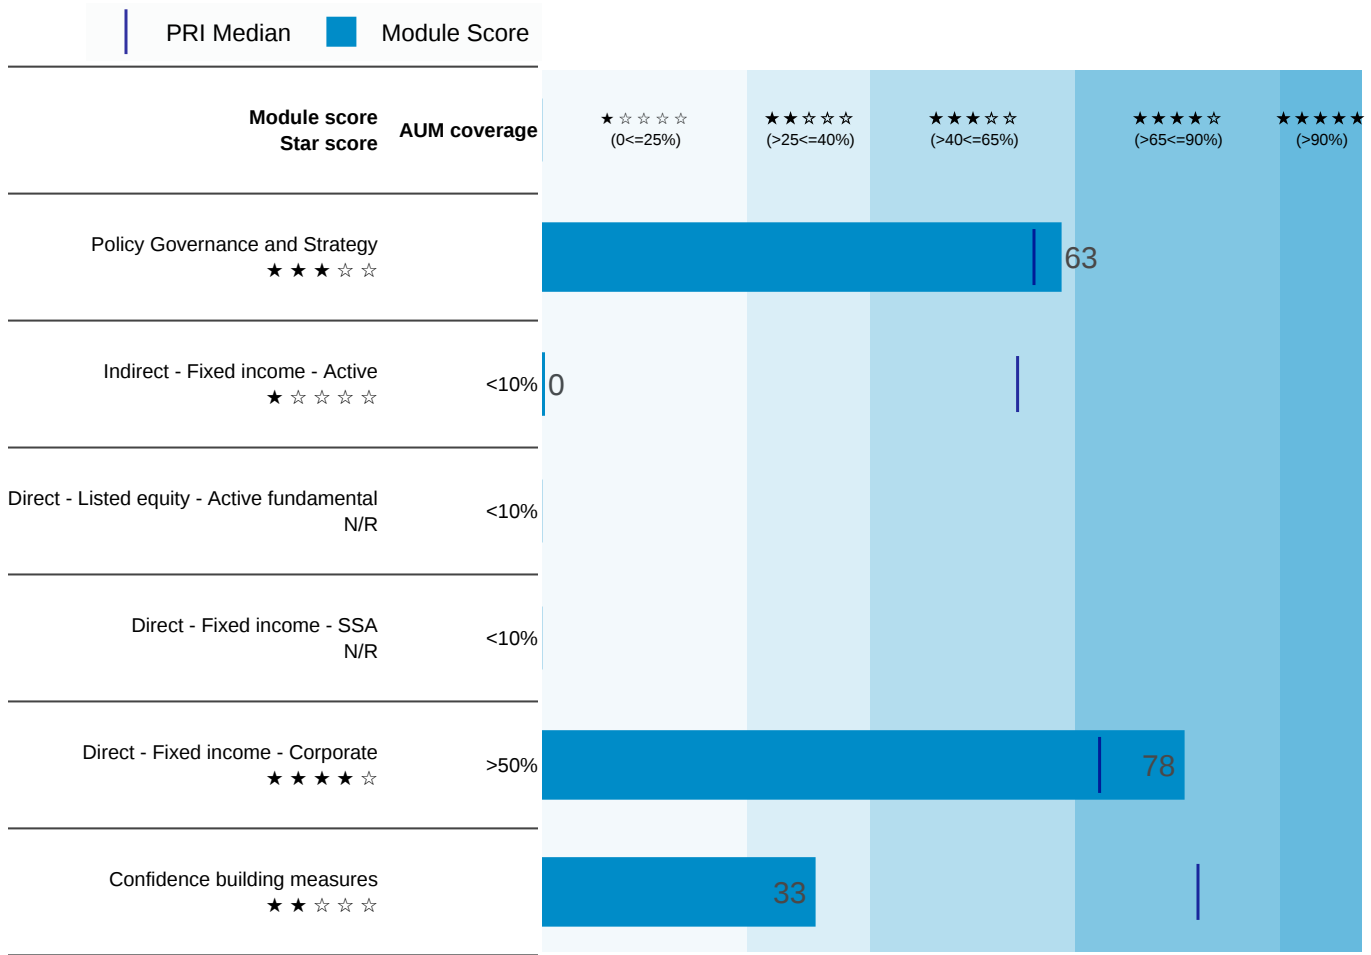 PRI Median Module Score
Module score
Star score
AUM coverage
★☆☆☆☆
(0<=25%)
★★☆☆☆
(>25<=40%)
★★★☆☆
(>40<=65%)
★★★★☆
(>65<=90%)
★★★★★
(>90%)
Policy Governance and Strategy
★★★☆☆
63
Indirect - Fixed income - Active
★☆☆☆☆
<10%
0
Direct - Listed equity - Active fundamental
N/R
<10%
Direct - Fixed income - SSA
N/R
<10%
Direct - Fixed income - Corporate
★★★★☆
>50%
78
Confidence building measures
★★☆☆☆
33